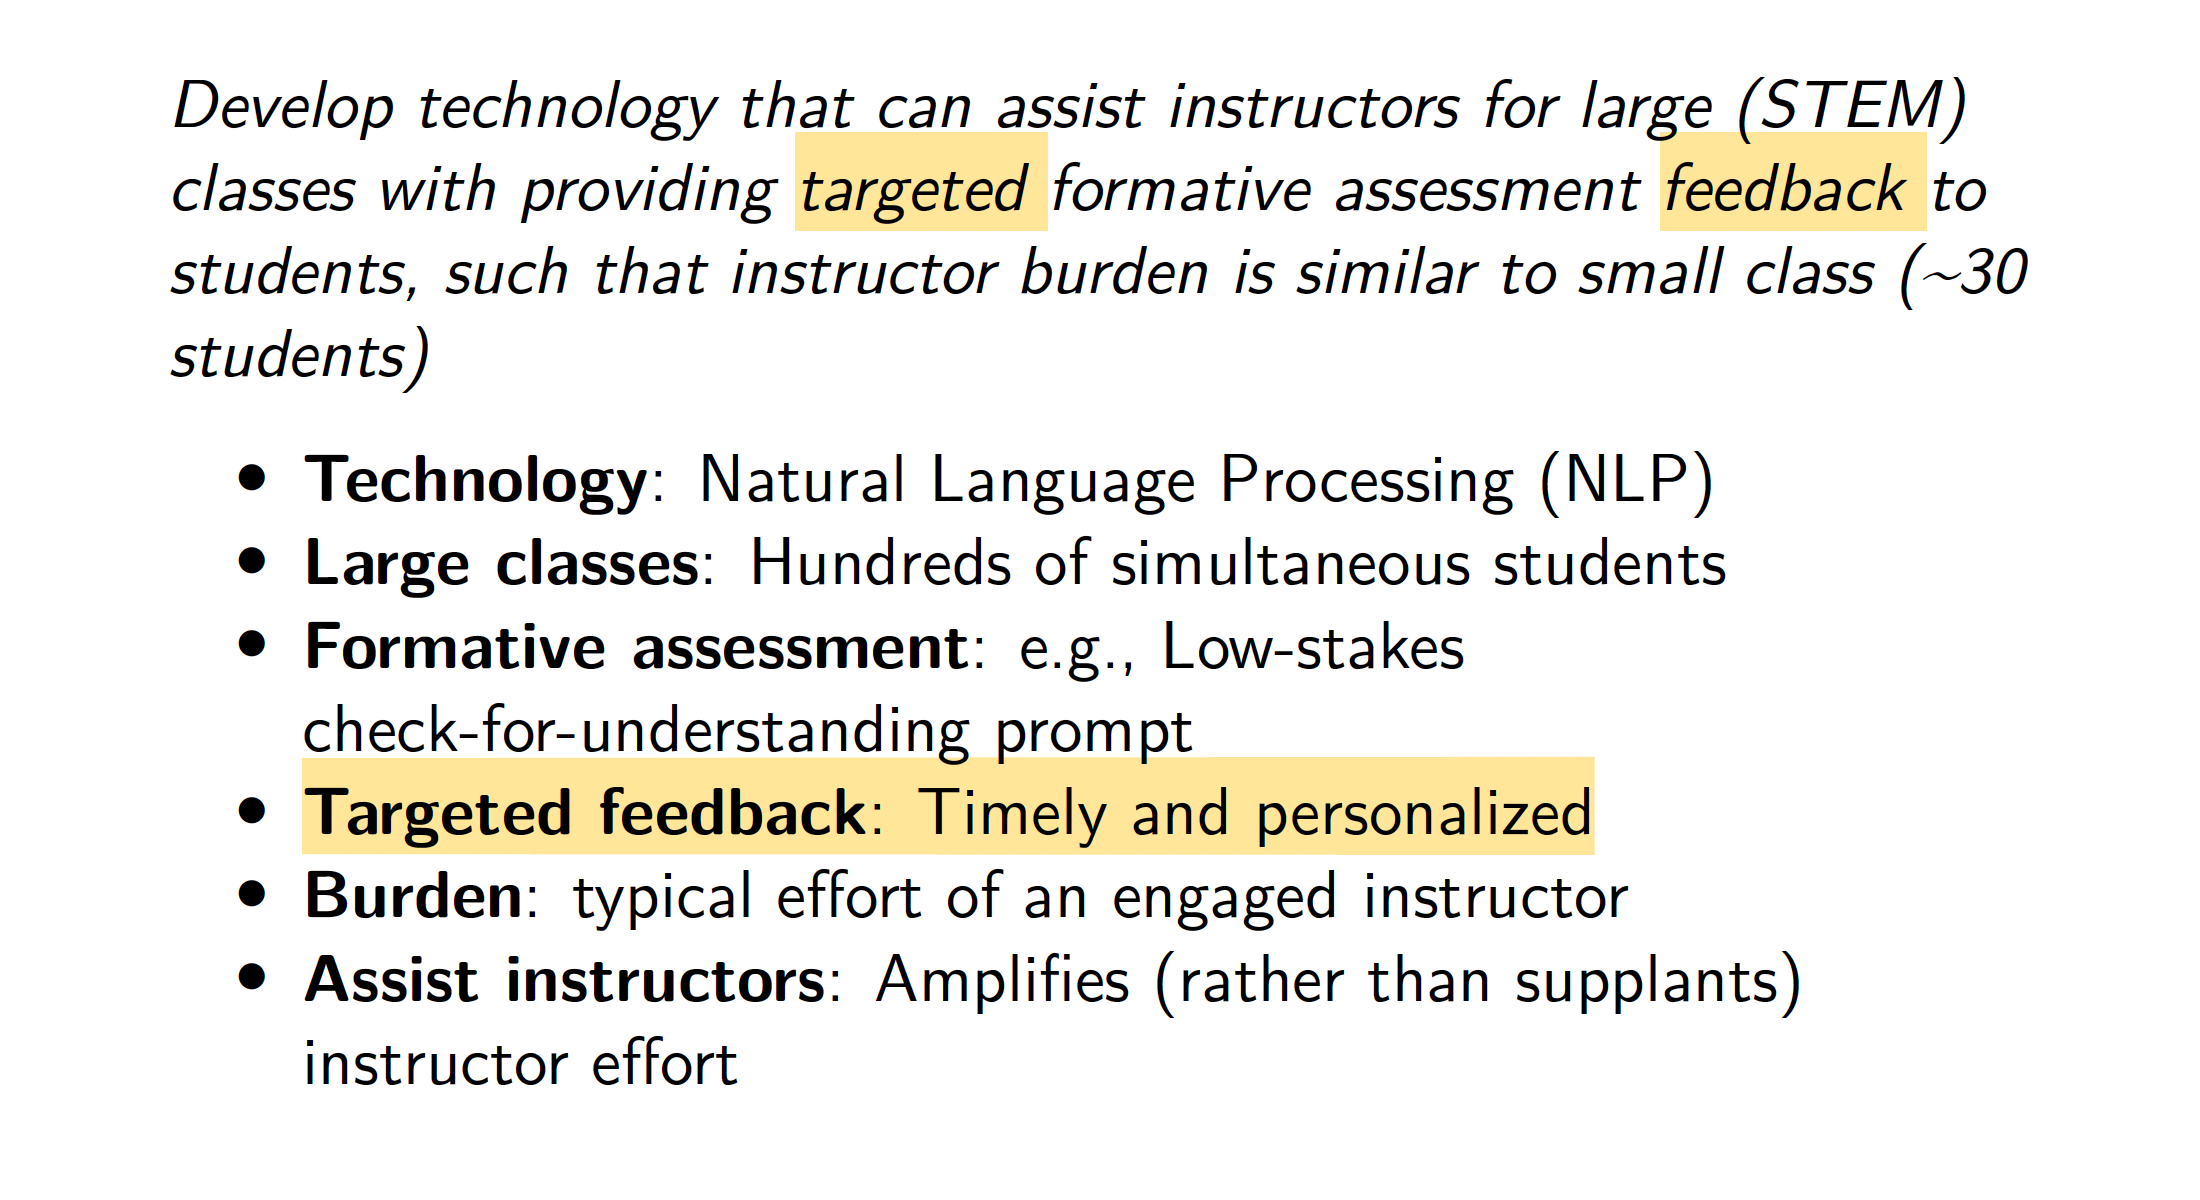 Develop technology that can assist instructors for large (STEM)
classes with providing targeted formative assessment feedback to
students, such that instructor burden is similar to small class (~30
students)
• Technology: Natural Language Processing (NLP)
• Large classes: Hundreds of simultaneous students
• Formative assessment: e.g., Low-stakes
check-for-understanding prompt
• Targeted feedback: Timely and personalized
• Burden: typical effort of an engaged instructor
• Assist instructors: Amplifies (rather than supplants)
instructor effort